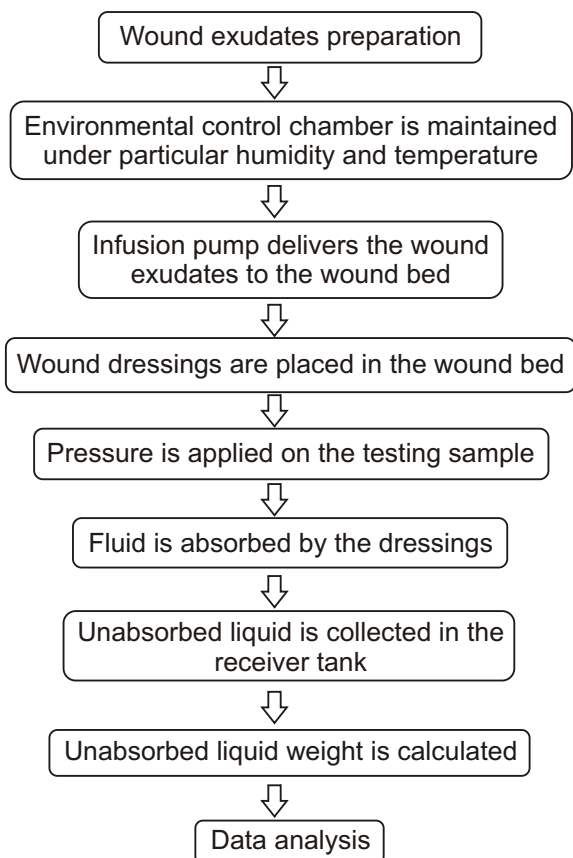 Wound exudates preparation
Environmental control chamber is maintained
under particular humidity and temperature
Infusion pump delivers the wound
exudates to the wound bed
Wound dressings are placed in the wound bed
Pressure is applied on the testing sample
Fluid is absorbed by the dressings
Unabsorbed liquid is collected in the
receiver tank
Unabsorbed liquid weight is calculated
Data analysis